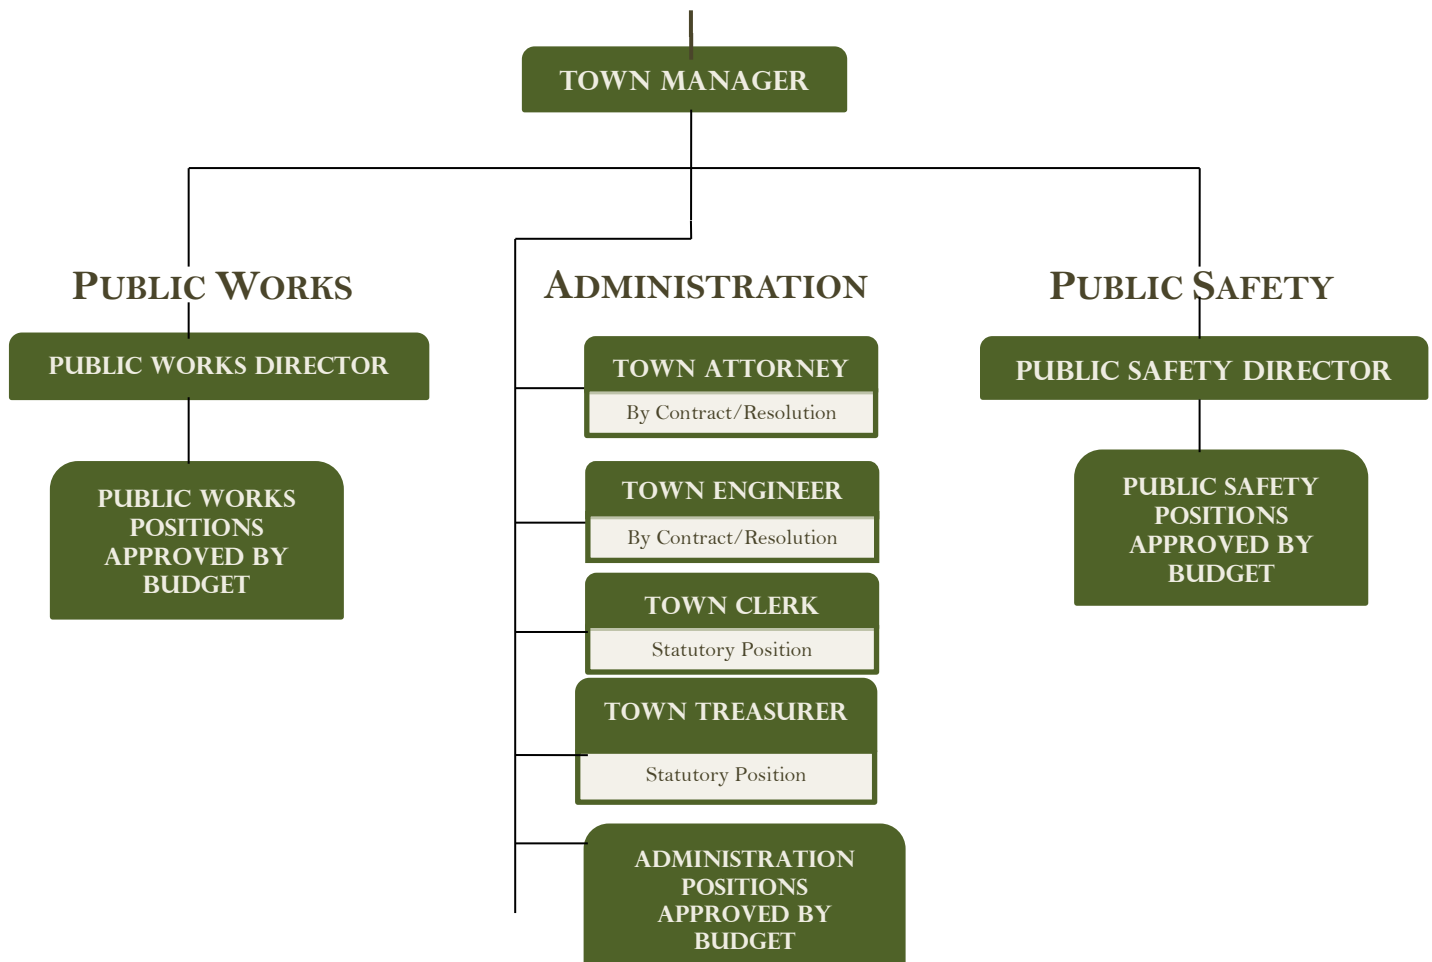 TOWN MANAGER
PUBLIC WORKS
PUBLIC WORKS DIRECTOR
PUBLIC WORKS
POSITIONS
APPROVED BY
BUDGET
ADMINISTRATION
TOWN ATTORNEY
By Contract/Resolution
TOWN ENGINEER
By Contract/Resolution
TOWN CLERK
Statutory Position
TOWN TREASURER
Statutory Position
ADMINISTRATION
POSITIONS
APPROVED BY
BUDGET
PUBLIC SAFETY
PUBLIC SAFETY DIRECTOR
PUBLIC SAFETY
POSITIONS
APPROVED BY
BUDGET